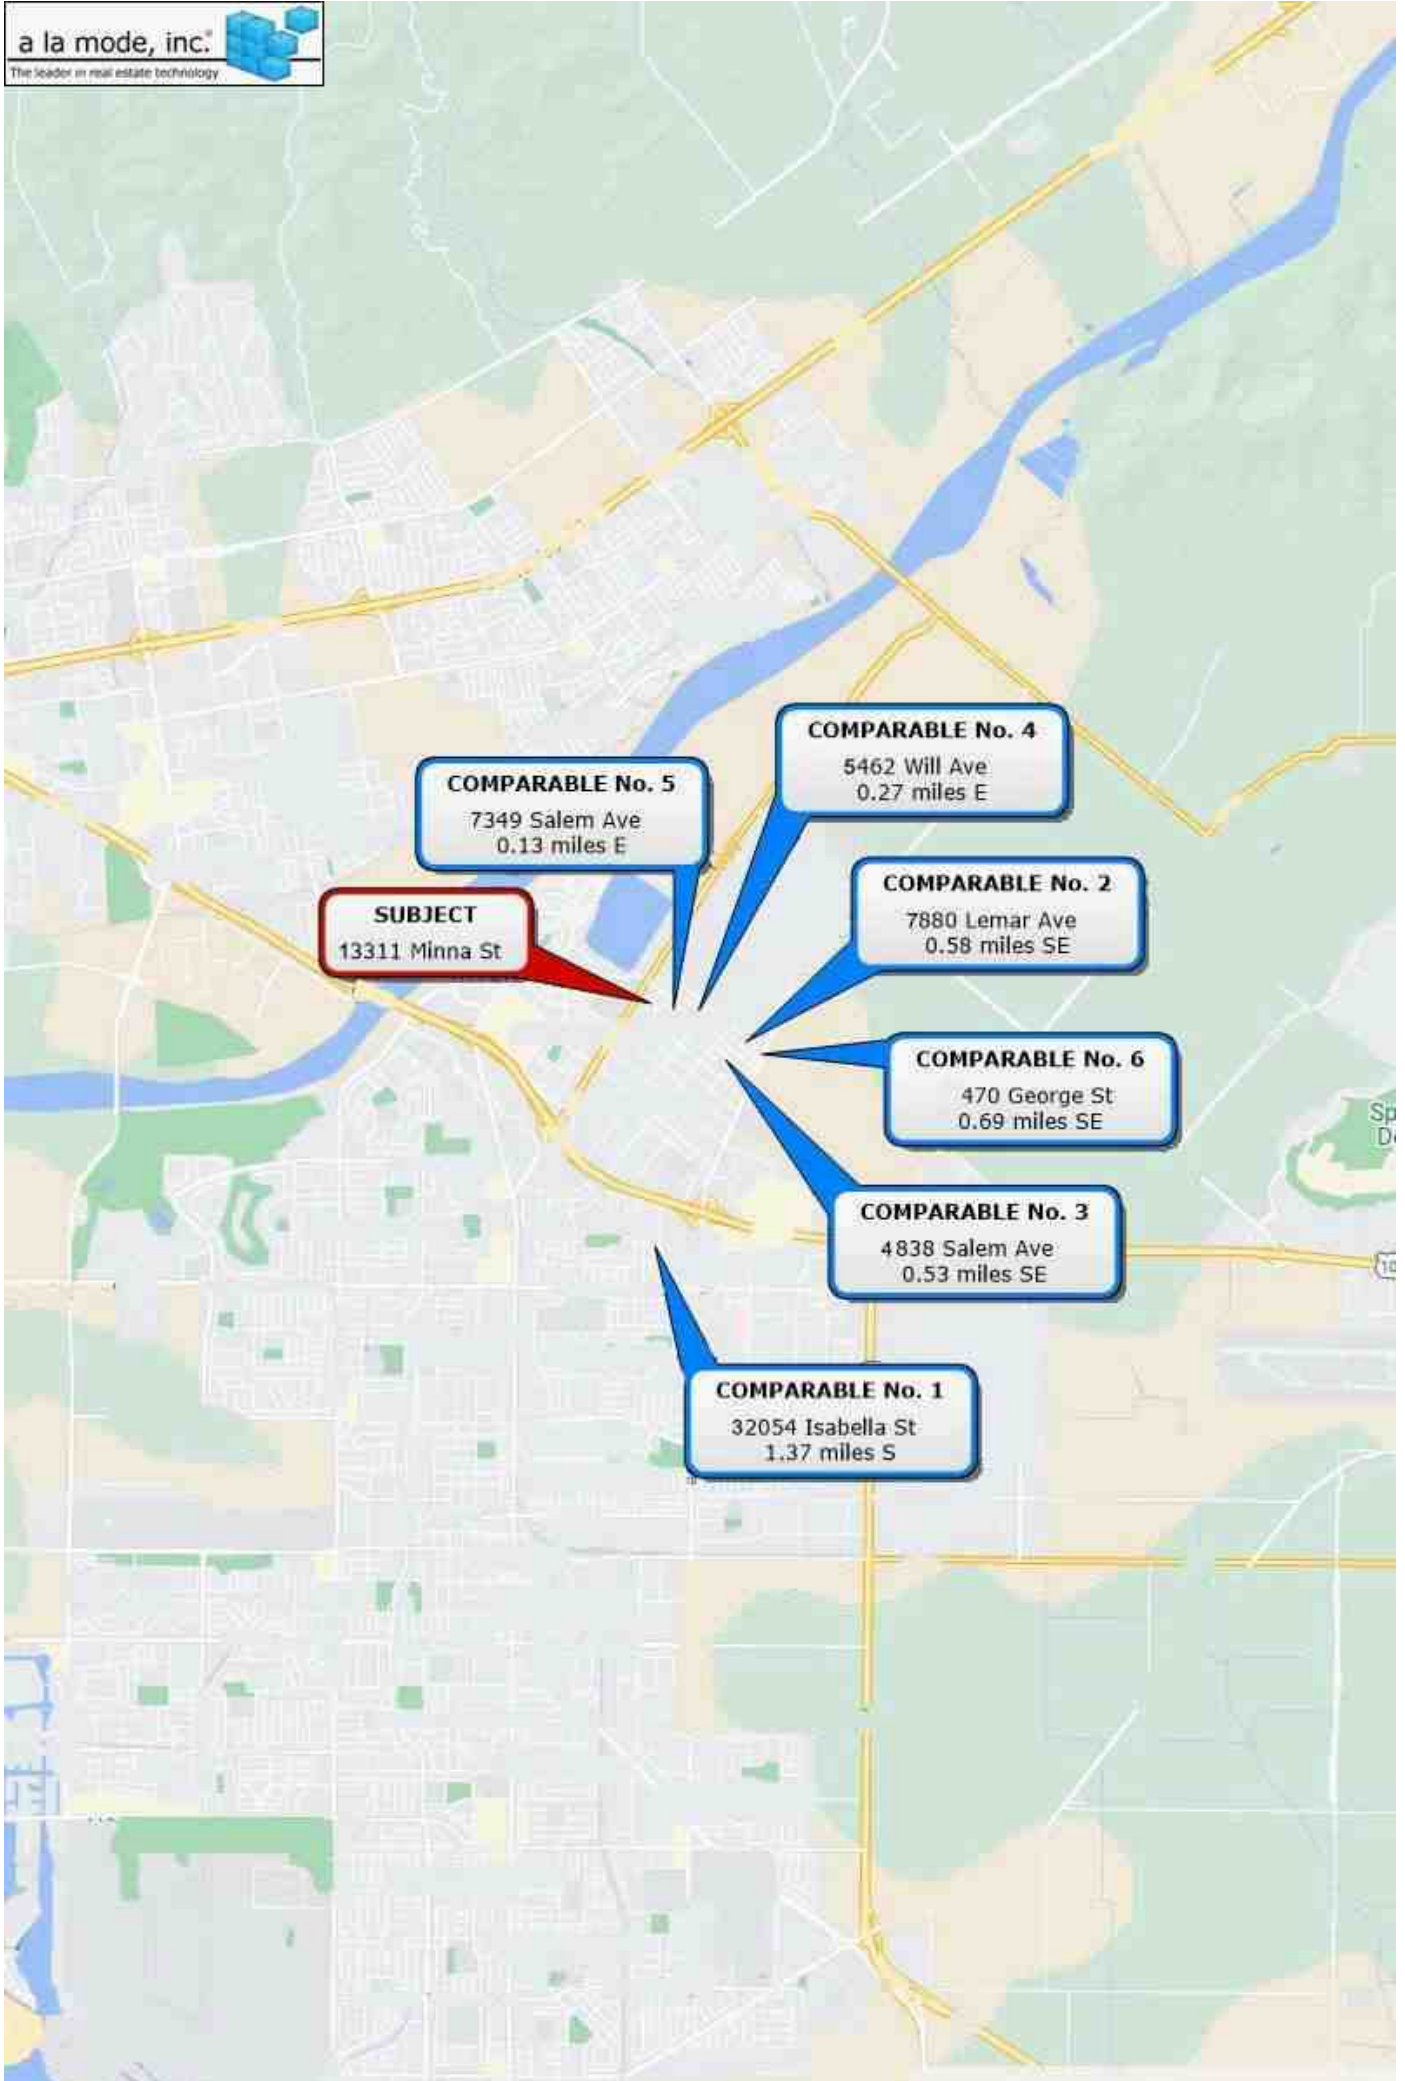 a la mode, inc.®
The leader in real estate technology
COMPARABLE No. 4
5462 Will Ave
0.27 miles E
COMPARABLE No. 5
7349 Salem Ave
0.13 miles E
COMPARABLE No. 2
7880 Lemar Ave
0.58 miles SE
SUBJECT
13311 Minna St
COMPARABLE No. 6
470 George St
0.69 miles SE
Sp
De
COMPARABLE No. 3
4838 Salem Ave
0.53 miles SE
10
COMPARABLE No. 1
32054 Isabella St
1.37 miles S